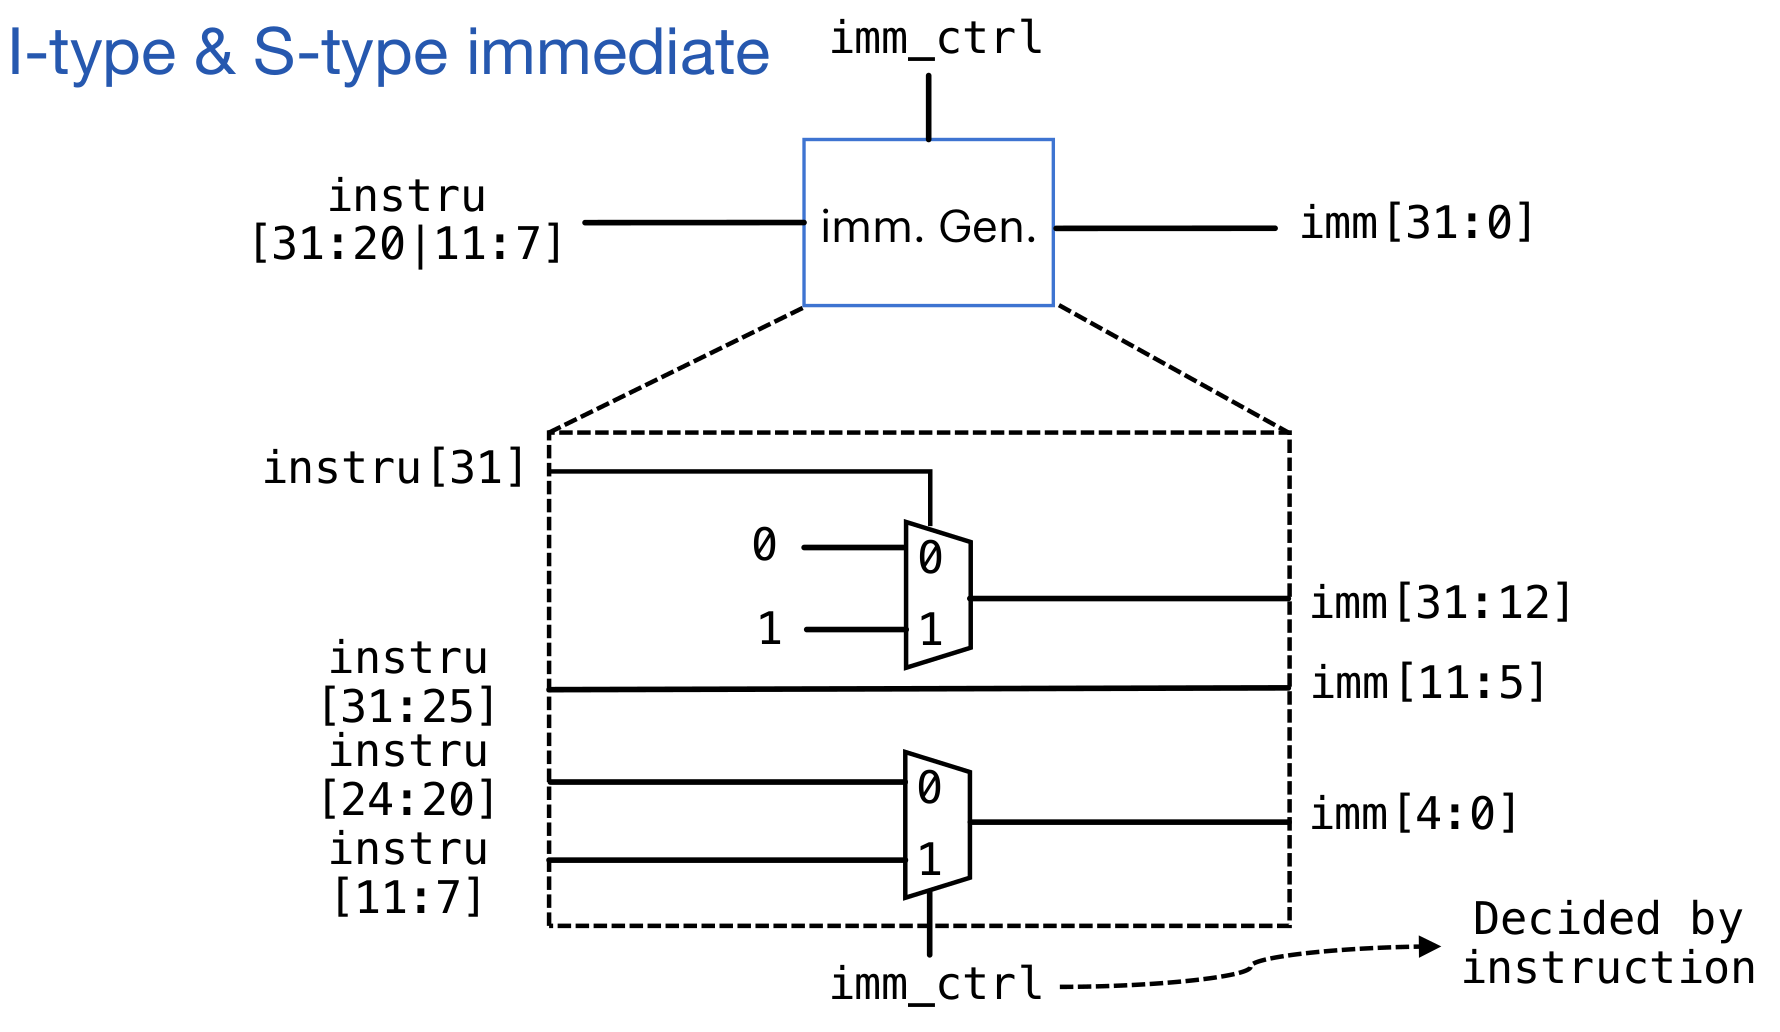 I-type & S-type immediate
imm_ctrl
instru
[31:20|11:7]
imm. Gen.
imm[31:0]
instru[31]
0
0
1
1
imm[31:12]
instru
[31:25]
imm[11:5]
instru
[24:20]
0
imm[4:0]
instru
[11:7]
1
imm_ctrl
Decided by
instruction